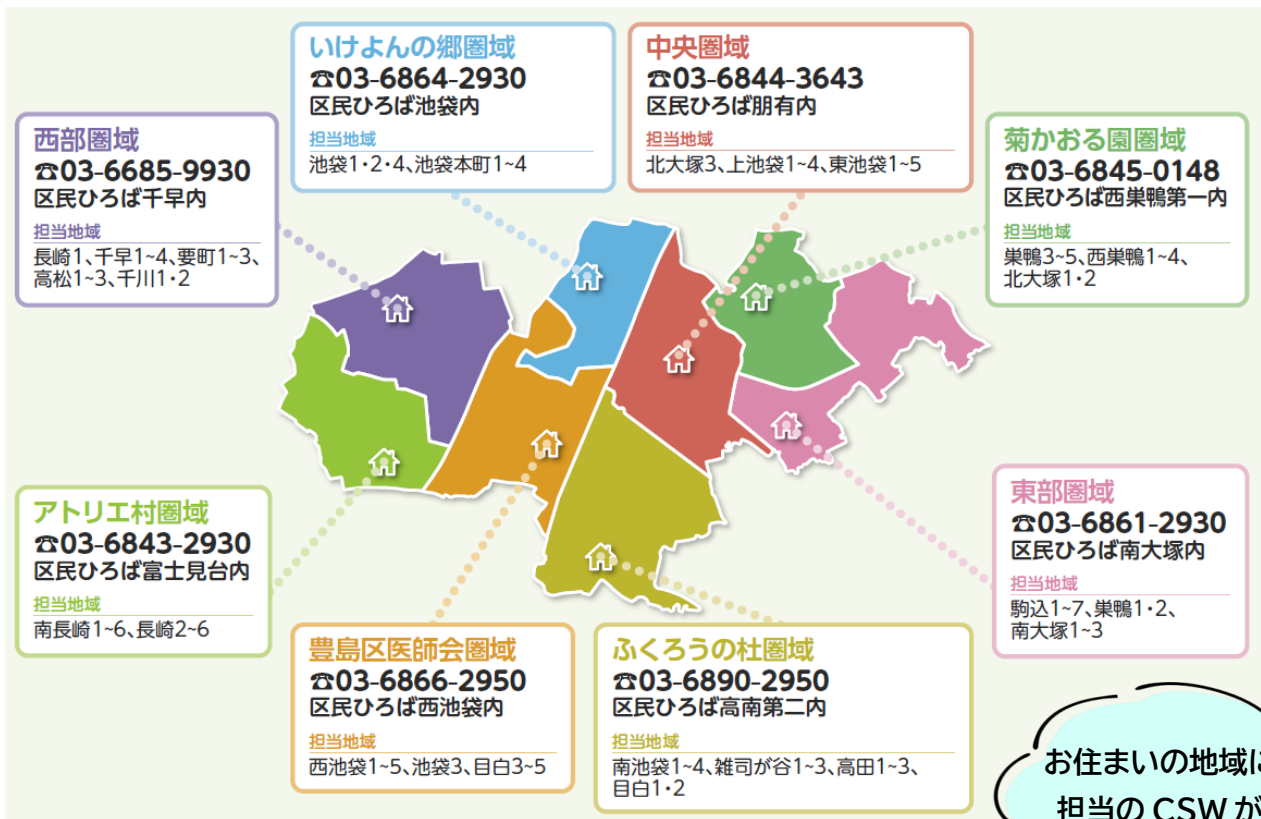 いけよんの郷圏域
☎03-6864-2930
区民ひろば池袋内
担当地域
池袋1・2・4、池袋本町1~4
中央圏域
☎03-6844-3643
区民ひろば朋有内
担当地域
北大塚3、上池袋1~4、東池袋1~5
西部圏域
☎03-6685-9930
区民ひろば千早内
担当地域
長崎1、千早1~4、要町1~3、
高松1~3、千川1・2
菊かおる園圏域
☎03-6845-0148
区民ひろば西巣鴨第一内
担当地域
巣鴨3~5、西巣鴨1~4、
北大塚1・2
アトリエ村圏域
☎03-6843-2930
区民ひろば富士見台内
担当地域
南長崎1~6、長崎2~6
東部圏域
☎03-6861-2930
区民ひろば南大塚内
担当地域
駒込1~7、巣鴨1・2、
南大塚1~3
豊島区医師会圏域
☎03-6866-2950
区民ひろば西池袋内
担当地域
西池袋1~5、池袋3、目白3~5
ふくろうの杜圏域
☎03-6890-2950
区民ひろば高南第二内
担当地域
南池袋1~4、雑司が谷1~3、高田1~3、
目白1・2
お住まいの地域に
担当の CSW が